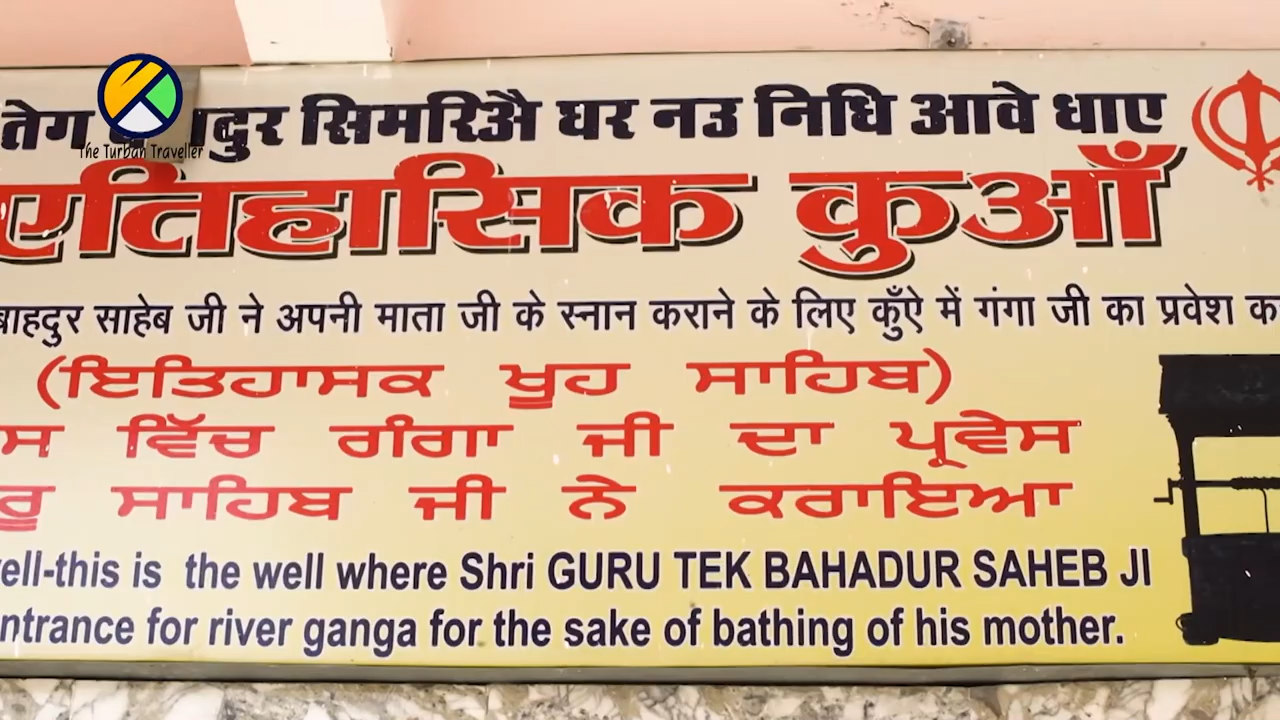 तेग बहादुर सिमरिअै घर नउ निधि आवे धाए
The Turban Traveller
एतिहासिक कुआँ
बाहदुर साहेब जी ने अपनी माता जी के स्नान कराने के लिए कुँऐ में गंगा जी का प्रवेश
(ਇਤਿਹਾਸਕ ਖੂਹ ਸਾਹਿਬ)
ਵਿੱਚ ਗੰਗਾ ਜੀ ਦਾ ਪ੍ਰਵੇਸ
ਸਾਹਿਬ ਜੀ ਨੇ ਕਰਾਇਆ
ell-this is the well where Shri GURU TEK BAHADUR SAHEB JI
ntrance for river ganga for the sake of bathing of his mother.